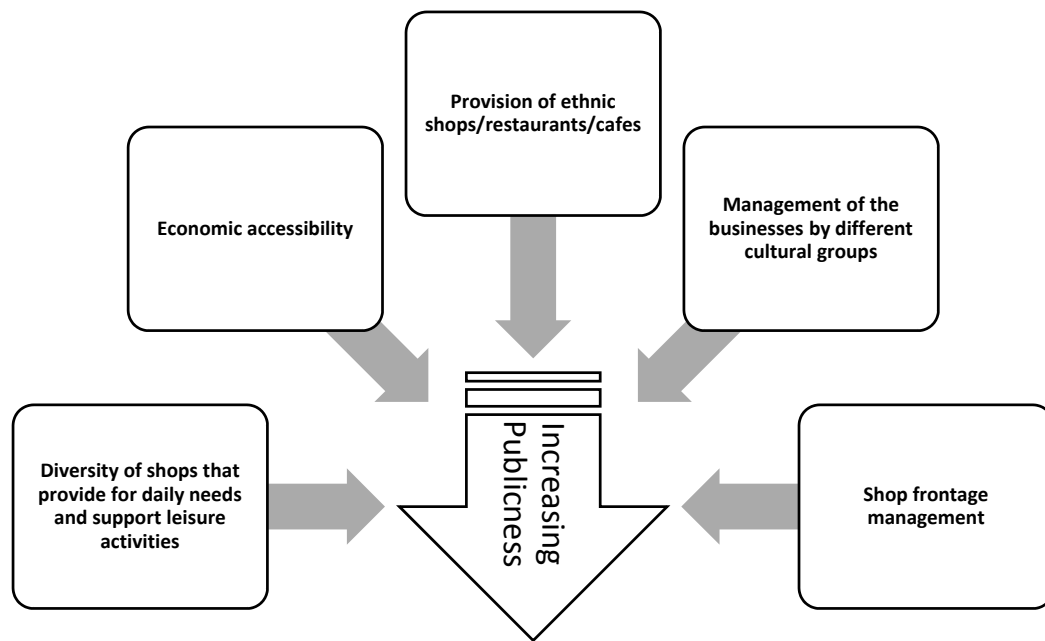 Provision of ethnic
shops/restaurants/cafes
Economic accessibility
Management of the
businesses by different
cultural groups
Diversity of shops that
provide for daily needs
and support leisure
activities
Increasing
Publicness
Shop frontage
management